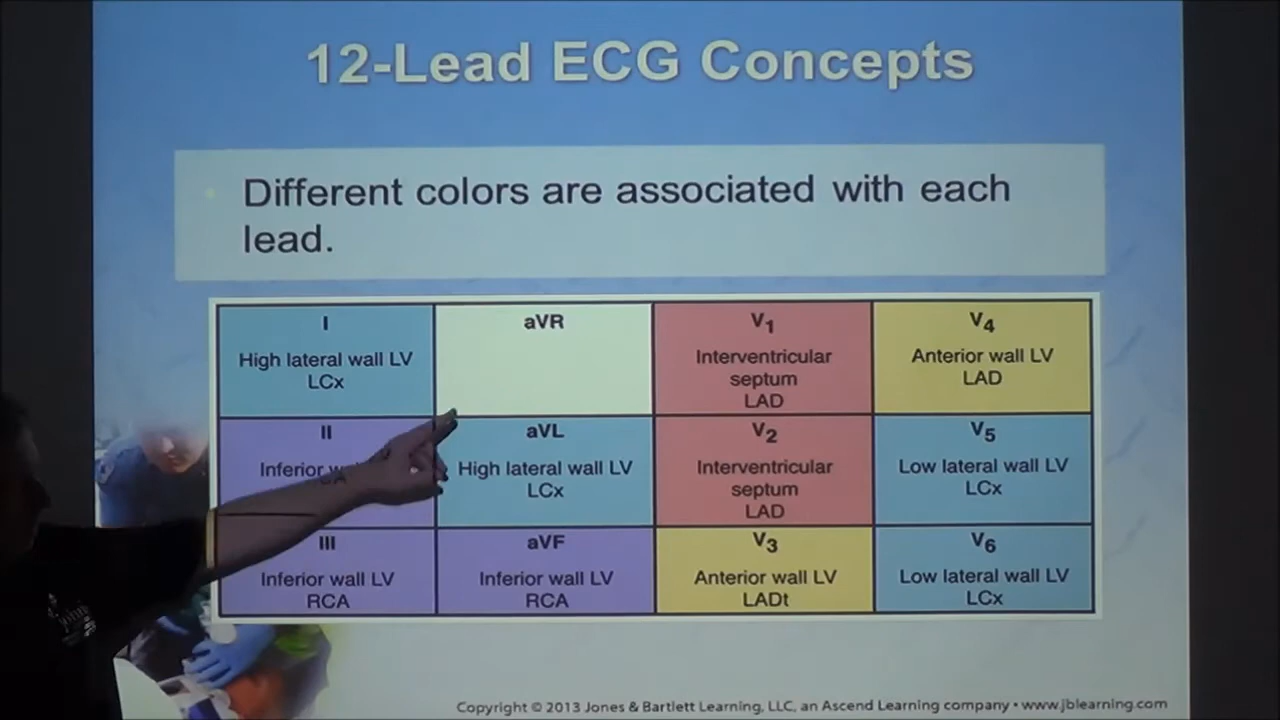 12-Lead ECG Concepts
Different colors are associated with each
lead.
I
High lateral wall LV
LCx
aVR
V1
Interventricular
septum
LAD
V4
Anterior wall LV
LAD
II
Inferior
aVL
High lateral wall LV
LCx
V2
Interventricular
septum
LAD
V5
Low lateral wall LV
LCx
III
Inferior wall LV
RCA
aVF
Inferior wall LV
RCA
V3
Anterior wall LV
LADt
V6
Low lateral wall LV
LCx
Copyright © 2013 Jones & Bartlett Learning, LLC, an Ascend Learning company • www.jblearning.com